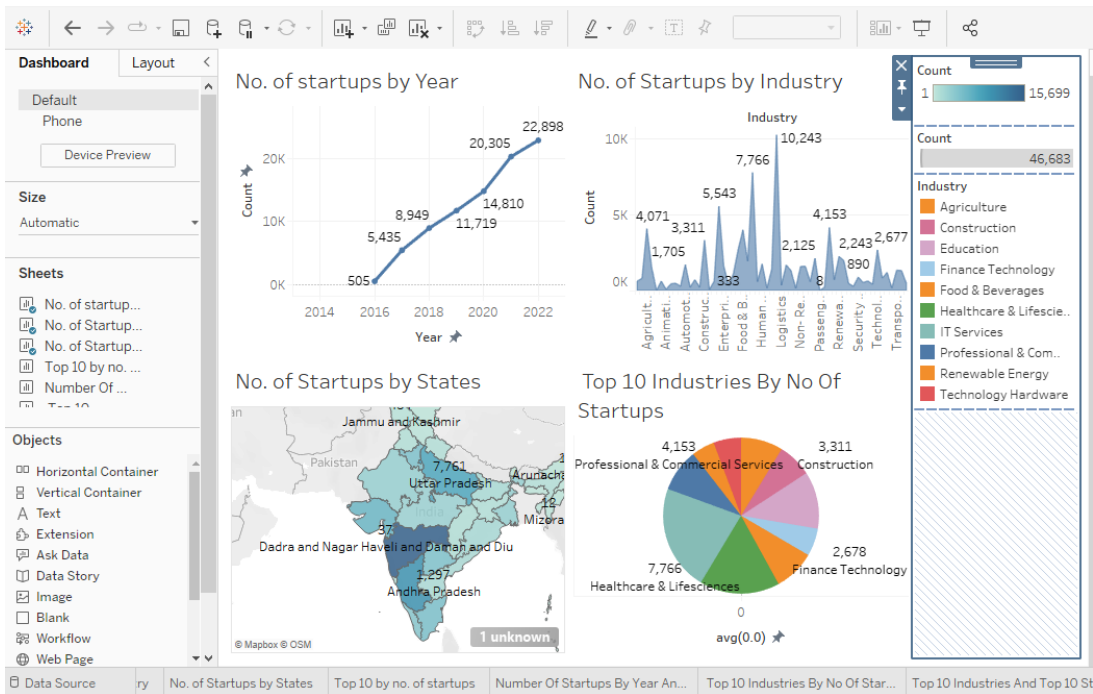 Dashboard
Layout
Default
Phone
Device Preview
Size
Automatic
Sheets
No. of startup...
No. of Startup...
No. of Startup...
Top 10 by no. ...
Number Of ...
Top 10
Objects
Horizontal Container
Vertical Container
Text
Extension
Ask Data
Data Story
Image
Blank
Workflow
Web Page
No. of startups by Year
Count
20K
10K
0K
505
5,435
8,949
11,719
14,810
20,305
22,898
2014
2016
2018
2020
2022
Year
No. of Startups by Industry
Industry
Count
10K
5K
0K
4,071
1,705
3,311
5,543
333
7,766
10,243
2,125
8
4,153
2,243
890
2,677
Agricult..
Animati..
Automot..
Construc..
Enterpri..
Food & B..
Human ..
Logistics
Non- Re..
Passeng..
Renewa..
Security ..
Technol..
Transpo..
No. of Startups by States
Jammu and Kashmir
Pakistan
7,761
Uttar Pradesh
Arunacha
12
Mizora
India
37
Dadra and Nagar Haveli and Daman and Diu
1,297
Andhra Pradesh
© Mapbox © OSM
1 unknown
Top 10 Industries By No Of
Startups
4,153
Professional & Commercial Services
3,311
Construction
2,678
Finance Technology
7,766
Healthcare & Lifesciences
0
avg(0.0)
Count
1
15,699
Count
46,683
Industry
Agriculture
Construction
Education
Finance Technology
Food & Beverages
Healthcare & Lifescie..
IT Services
Professional & Com..
Renewable Energy
Technology Hardware
Data Source
ry
No. of Startups by States
Top 10 by no. of startups
Number Of Startups By Year An...
Top 10 Industries By No Of Star...
Top 10 Industries And Top 10 St